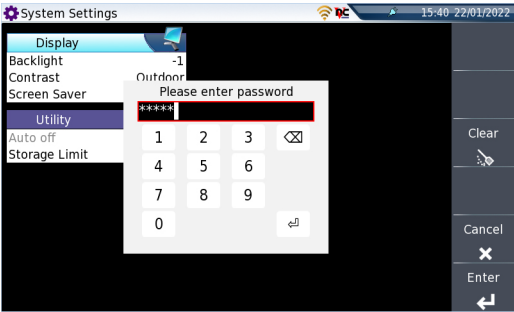 System Settings
DC
15:40 22/01/2022
Display
Backlight -1
Contrast Outdoor
Screen Saver
Utility
Auto off
Storage Limit
Please enter password
*****
1 2 3
4 5 6
7 8 9
0
Clear
Cancel
Enter